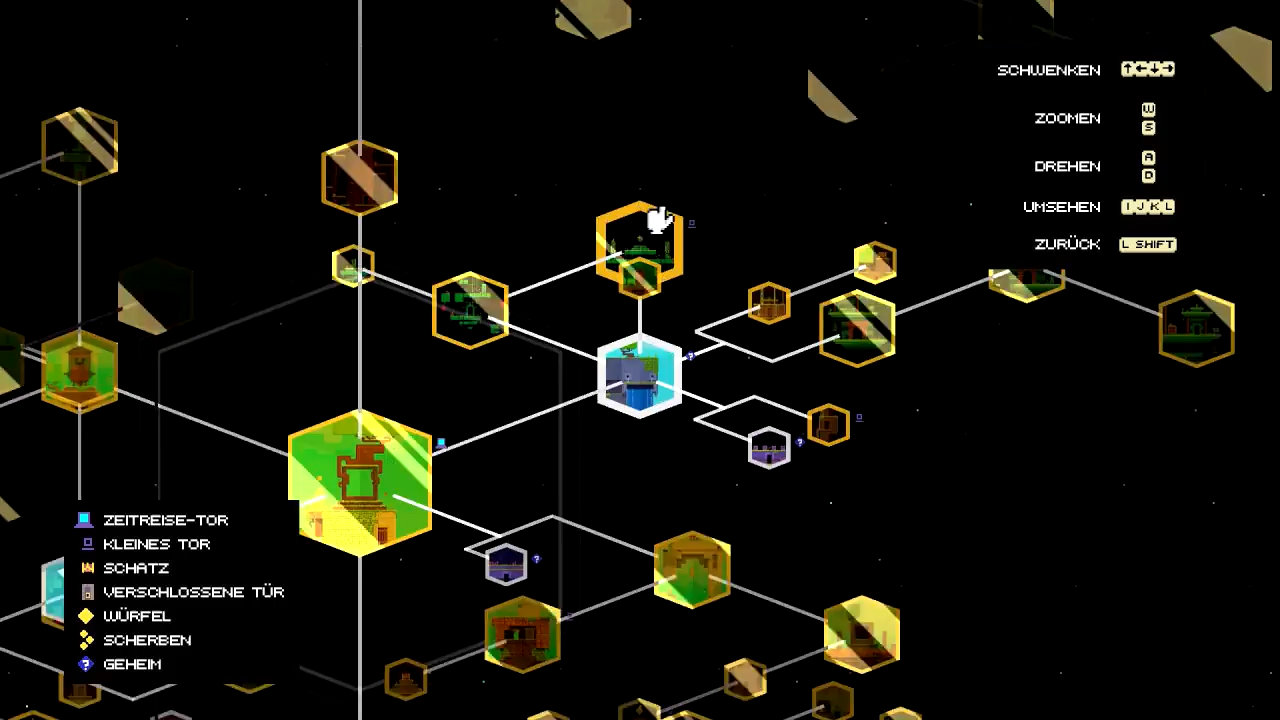 SCHWENKEN ↑←↓→
ZOOMEN W
S
DREHEN A
D
UMSEHEN I J K L
ZURÜCK L SHIFT
ZEITREISE-TOR
KLEINES TOR
SCHATZ
VERSCHLOSSENE TÜR
WÜRFEL
SCHERBEN
? GEHEIM